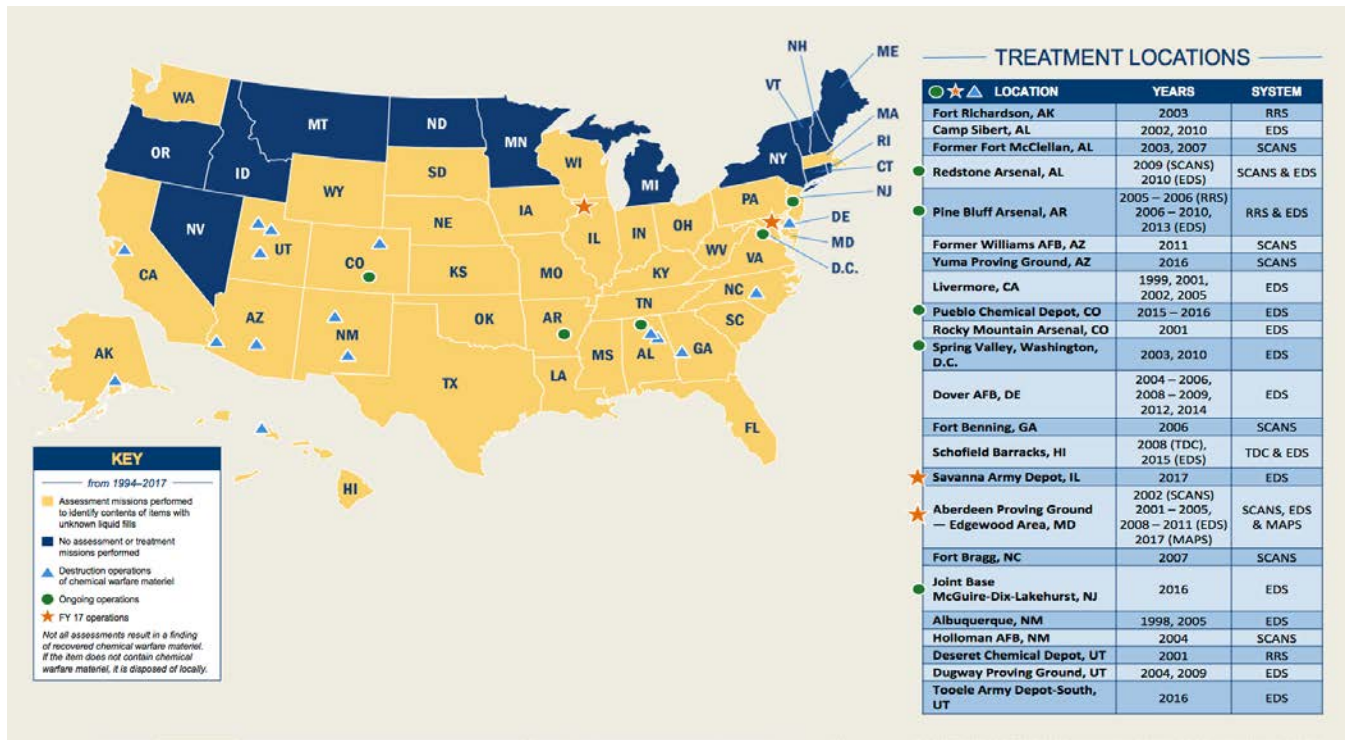 NH
ME
VT
MA
RI
CT
NJ
DE
MD
D.C.
WA
OR
MT
ID
ND
MN
WI
MI
NY
WY
SD
IA
NE
NV
UT
CO
CA
KS
MO
IL
IN
OH
PA
WV
VA
KY
NC
TN
SC
AZ
NM
OK
AR
MS
AL
GA
TX
LA
FL
AK
HI
KEY
from 1994–2017
Assessment missions performed
to identify contents of items with
unknown liquid fills
No assessment or treatment
missions performed
Destruction operations
of chemical warfare materiel
Ongoing operations
FY 17 operations
Not all assessments result in a finding
of recovered chemical warfare materiel.
If the item does not contain chemical
warfare materiel, it is disposed of locally.
TREATMENT LOCATIONS
LOCATION YEARS SYSTEM
Fort Richardson, AK 2003 RRS
Camp Sibert, AL 2002, 2010 EDS
Former Fort McClellan, AL 2003, 2007 SCANS
Redstone Arsenal, AL 2009 (SCANS)
2010 (EDS) SCANS & EDS
Pine Bluff Arsenal, AR 2005 – 2006 (RRS)
2006 – 2010,
2013 (EDS) RRS & EDS
Former Williams AFB, AZ 2011 SCANS
Yuma Proving Ground, AZ 2016 SCANS
Livermore, CA 1999, 2001,
2002, 2005 EDS
Pueblo Chemical Depot, CO 2015 – 2016 EDS
Rocky Mountain Arsenal, CO 2001 EDS
Spring Valley, Washington,
D.C. 2003, 2010 EDS
Dover AFB, DE 2004 – 2006,
2008 – 2009,
2012, 2014 EDS
Fort Benning, GA 2006 SCANS
Schofield Barracks, HI 2008 (TDC),
2015 (EDS) TDC & EDS
Savanna Army Depot, IL 2017 EDS
Aberdeen Proving Ground
— Edgewood Area, MD 2002 (SCANS)
2001 – 2005,
2008 – 2011 (EDS)
2017 (MAPS) SCANS, EDS
& MAPS
Fort Bragg, NC 2007 SCANS
Joint Base
McGuire-Dix-Lakehurst, NJ 2016 EDS
Albuquerque, NM 1998, 2005 EDS
Holloman AFB, NM 2004 SCANS
Deseret Chemical Depot, UT 2001 RRS
Dugway Proving Ground, UT 2004, 2009 EDS
Tooele Army Depot-South,
UT 2016 EDS